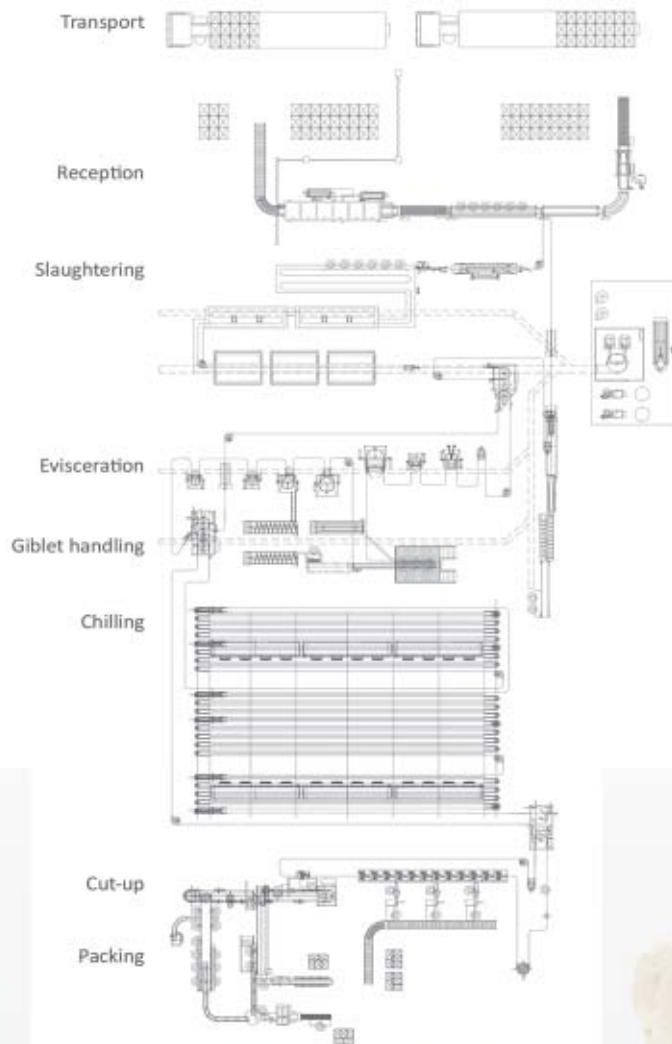 Transport
Reception
Slaughtering
Evisceration
Giblet handling
Chilling
Cut-up
Packing